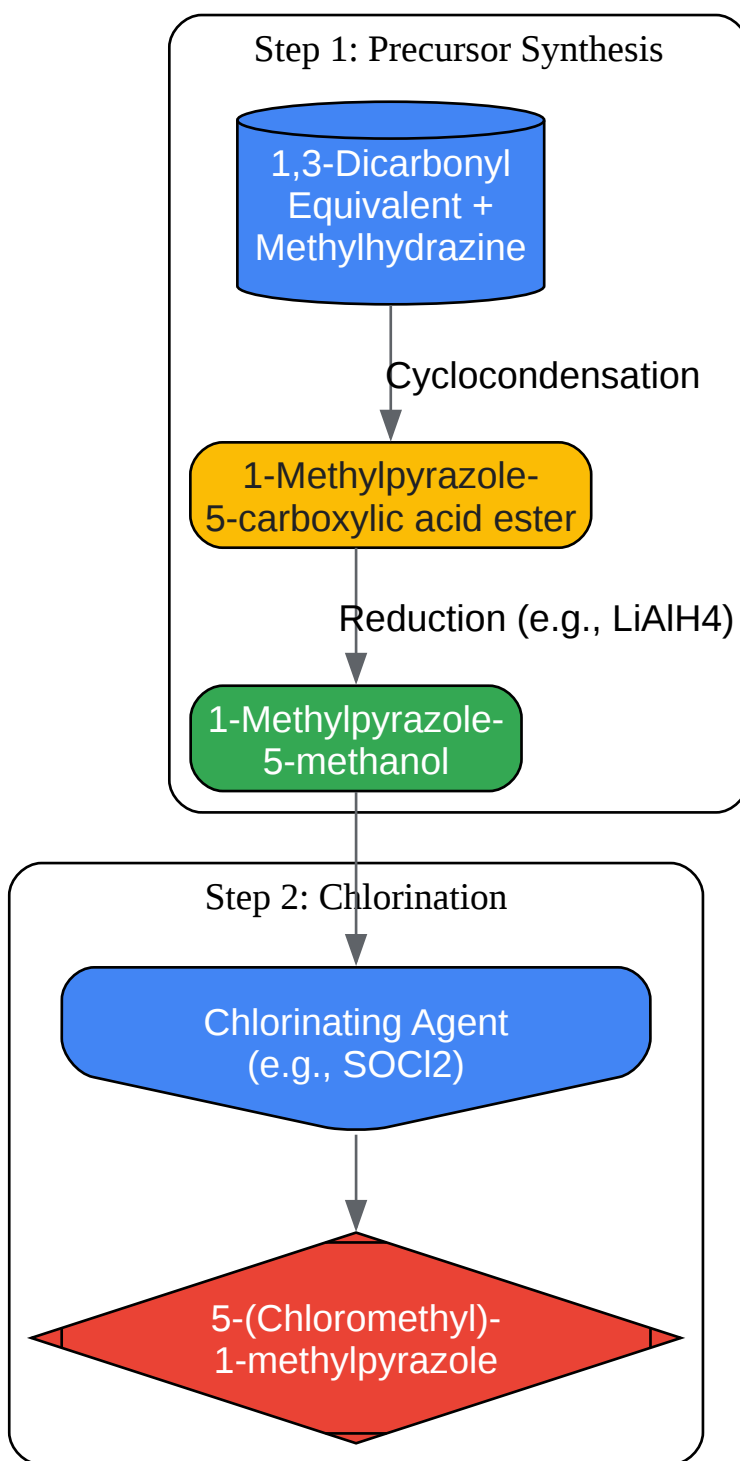 Step 1: Precursor Synthesis
1,3-Dicarbonyl
Equivalent +
Methylhydrazine
Cyclocondensation
1-Methylpyrazole-
5-carboxylic acid ester
Reduction (e.g., LiAlH4)
1-Methylpyrazole-
5-methanol
Step 2: Chlorination
Chlorinating Agent
(e.g., SOCl2)
5-(Chloromethyl)-
1-methylpyrazole